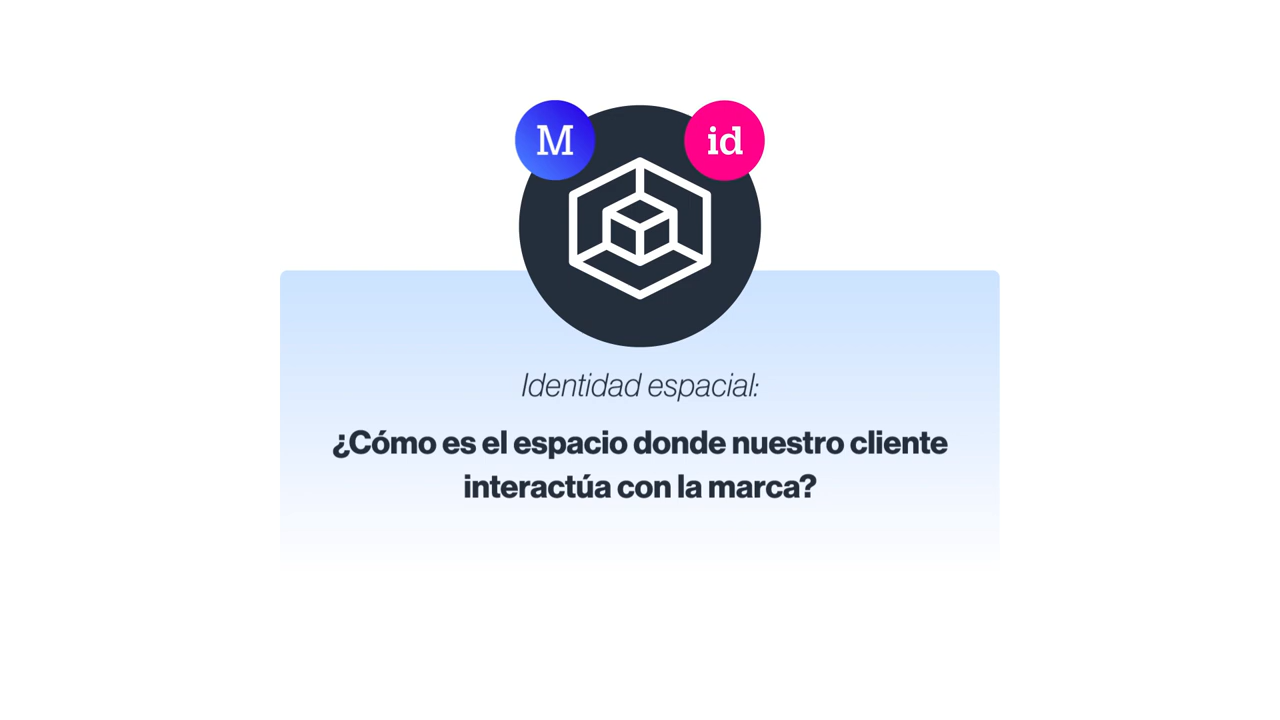 M
id
Identidad espacial:
¿Cómo es el espacio donde nuestro cliente
interactúa con la marca?